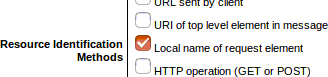 URL sent by client
URI of top level element in message
Resource Identification Methods
Local name of request element
HTTP operation (GET or POST)